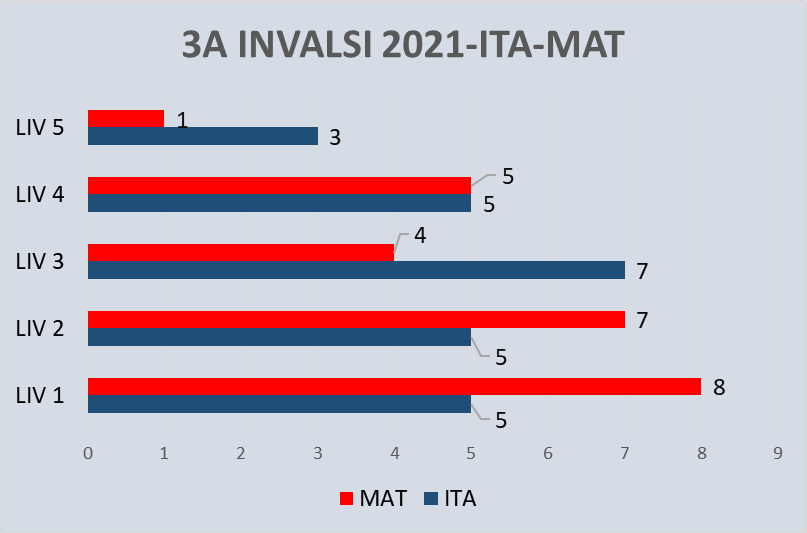 3A INVALSI 2021-ITA-MAT
LIV 5
1
3
LIV 4
5
5
LIV 3
4
7
LIV 2
7
5
LIV 1
8
5
0 1 2 3 4 5 6 7 8 9
MAT ITA